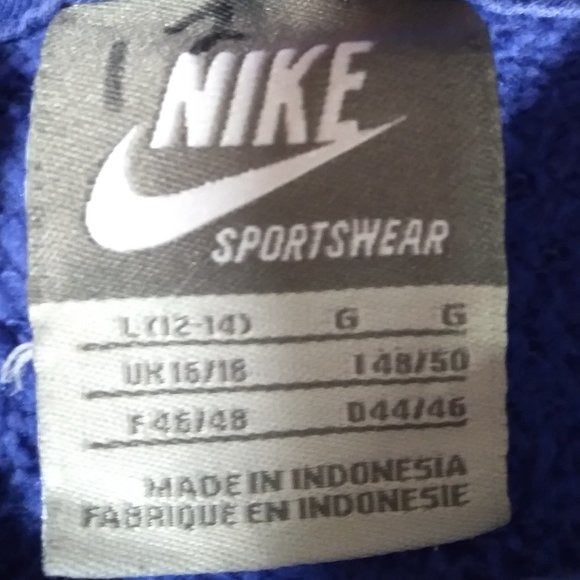 NIKE
SPORTSWEAR
L (12-14) G G
UK 16/18 I 48/50
F 46/48 D 44/46
MADE IN INDONESIA
FABRIQUE EN INDONESIE